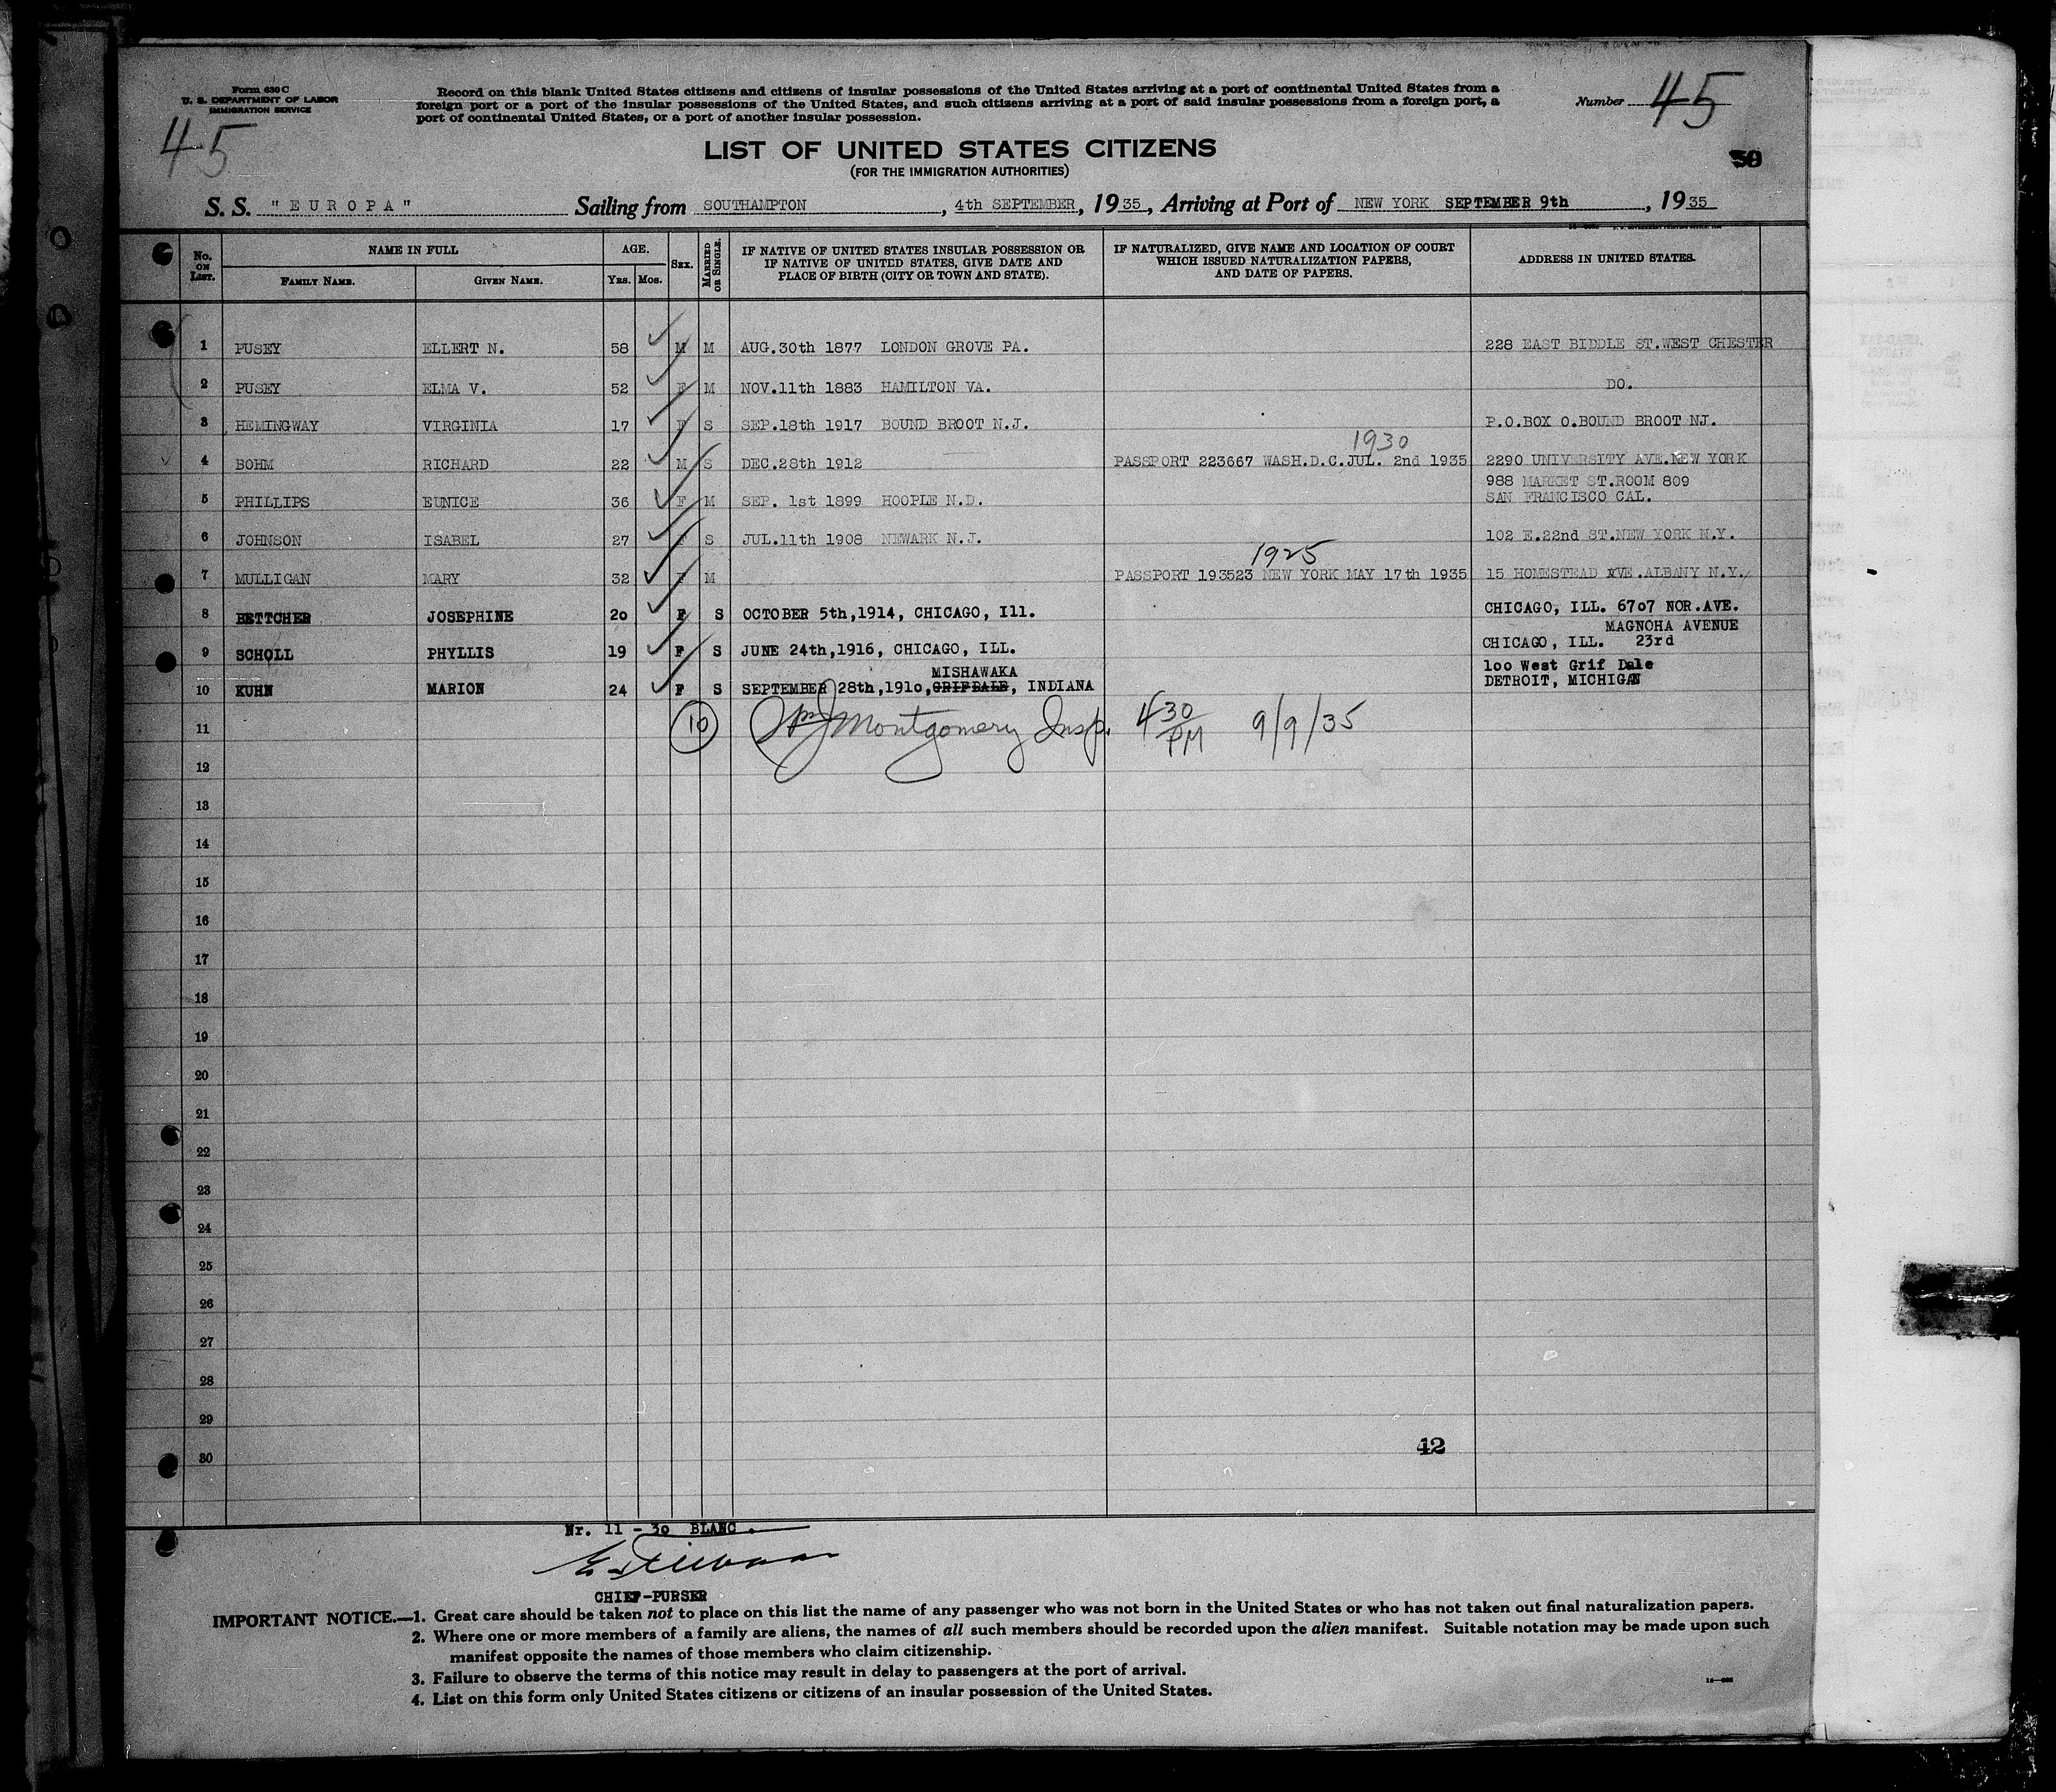 Form 630 C
U. S. DEPARTMENT OF LABOR
IMMIGRATION SERVICE
45
Record on this blank United States citizens and citizens of insular possessions of the United States arriving at a port of continental United States from a
foreign port or a port of the insular possessions of the United States, and such citizens arriving at a port of said insular possessions from a foreign port, a
port of continental United States, or a port of another insular possession.
Number 45
LIST OF UNITED STATES CITIZENS
(FOR THE IMMIGRATION AUTHORITIES)
S. S. "EUROPA" Sailing from SOUTHAMPTON, 4th SEPTEMBER, 1935, Arriving at Port of NEW YORK SEPTEMBER 9th, 1935
No. ON LIST. NAME IN FULL AGE. SEX. MARRIED OR SINGLE. IF NATIVE OF UNITED STATES INSULAR POSSESSION OR IF NATIVE OF UNITED STATES, GIVE DATE AND PLACE OF BIRTH (CITY OR TOWN AND STATE). IF NATURALIZED, GIVE NAME AND LOCATION OF COURT WHICH ISSUED NATURALIZATION PAPERS, AND DATE OF PAPERS. ADDRESS IN UNITED STATES.
FAMILY NAME. GIVEN NAME. YRS. MOS.
1 PUSEY ELLERT N. 58 M M AUG.30th 1877 LONDON GROVE PA. 228 EAST BIDDLE ST.WEST CHESTER
2 PUSEY ELMA V. 52 F M NOV.11th 1883 HAMILTON VA. DO.
3 HEMINGWAY VIRGINIA 17 F S SEP.18th 1917 BOUND BROOT N.J. P.O.BOX O.BOUND BROOT NJ.
1930
4 BOHM RICHARD 22 M S DEC.28th 1912 PASSPORT 223667 WASH.D.C.JUL. 2nd 1935 2290 UNIVERSITY AVE.NEW YORK
988 MARKET ST.ROOM 809
5 PHILLIPS EUNICE 36 F M SEP. 1st 1899 HOOPLE N.D. SAN FRANCISCO CAL.
6 JOHNSON ISABEL 27 F S JUL.11th 1908 NEWARK N.J. 102 E.22nd ST.NEW YORK N.Y.
1925
7 MULLIGAN MARY 32 F M PASSPORT 193523 NEW YORK MAY 17th 1935 15 HOMESTEAD AVE.ALBANY N.Y.
8 BETTCHER JOSEPHINE 2o F S OCTOBER 5th,1914, CHICAGO, Ill. CHICAGO, ILL. 67o7 NOR.AVE.
MAGNOHA AVENUE
9 SCHOLL PHYLLIS 19 F S JUNE 24th,1916, CHICAGO, ILL. CHICAGO, ILL. 23rd
MISHAWAKA 1oo West Grif Dale
10 KUHN MARION 24 F S SEPTEMBER 28th,191o, GRIFDALE, INDIANA DETROIT, MICHIGAN
11 10 Montgomery Insp. 430 PM 9/9/35
12
13
14
15
16
17
18
19
20
21
22
23
24
25
26
27
28
29
42
30
Nr. 11 - 3o BLANC.
CHIEF-PURSER
IMPORTANT NOTICE.—1. Great care should be taken not to place on this list the name of any passenger who was not born in the United States or who has not taken out final naturalization papers.
2. Where one or more members of a family are aliens, the names of all such members should be recorded upon the alien manifest. Suitable notation may be made upon such
manifest opposite the names of those members who claim citizenship.
3. Failure to observe the terms of this notice may result in delay to passengers at the port of arrival.
4. List on this form only United States citizens or citizens of an insular possession of the United States.